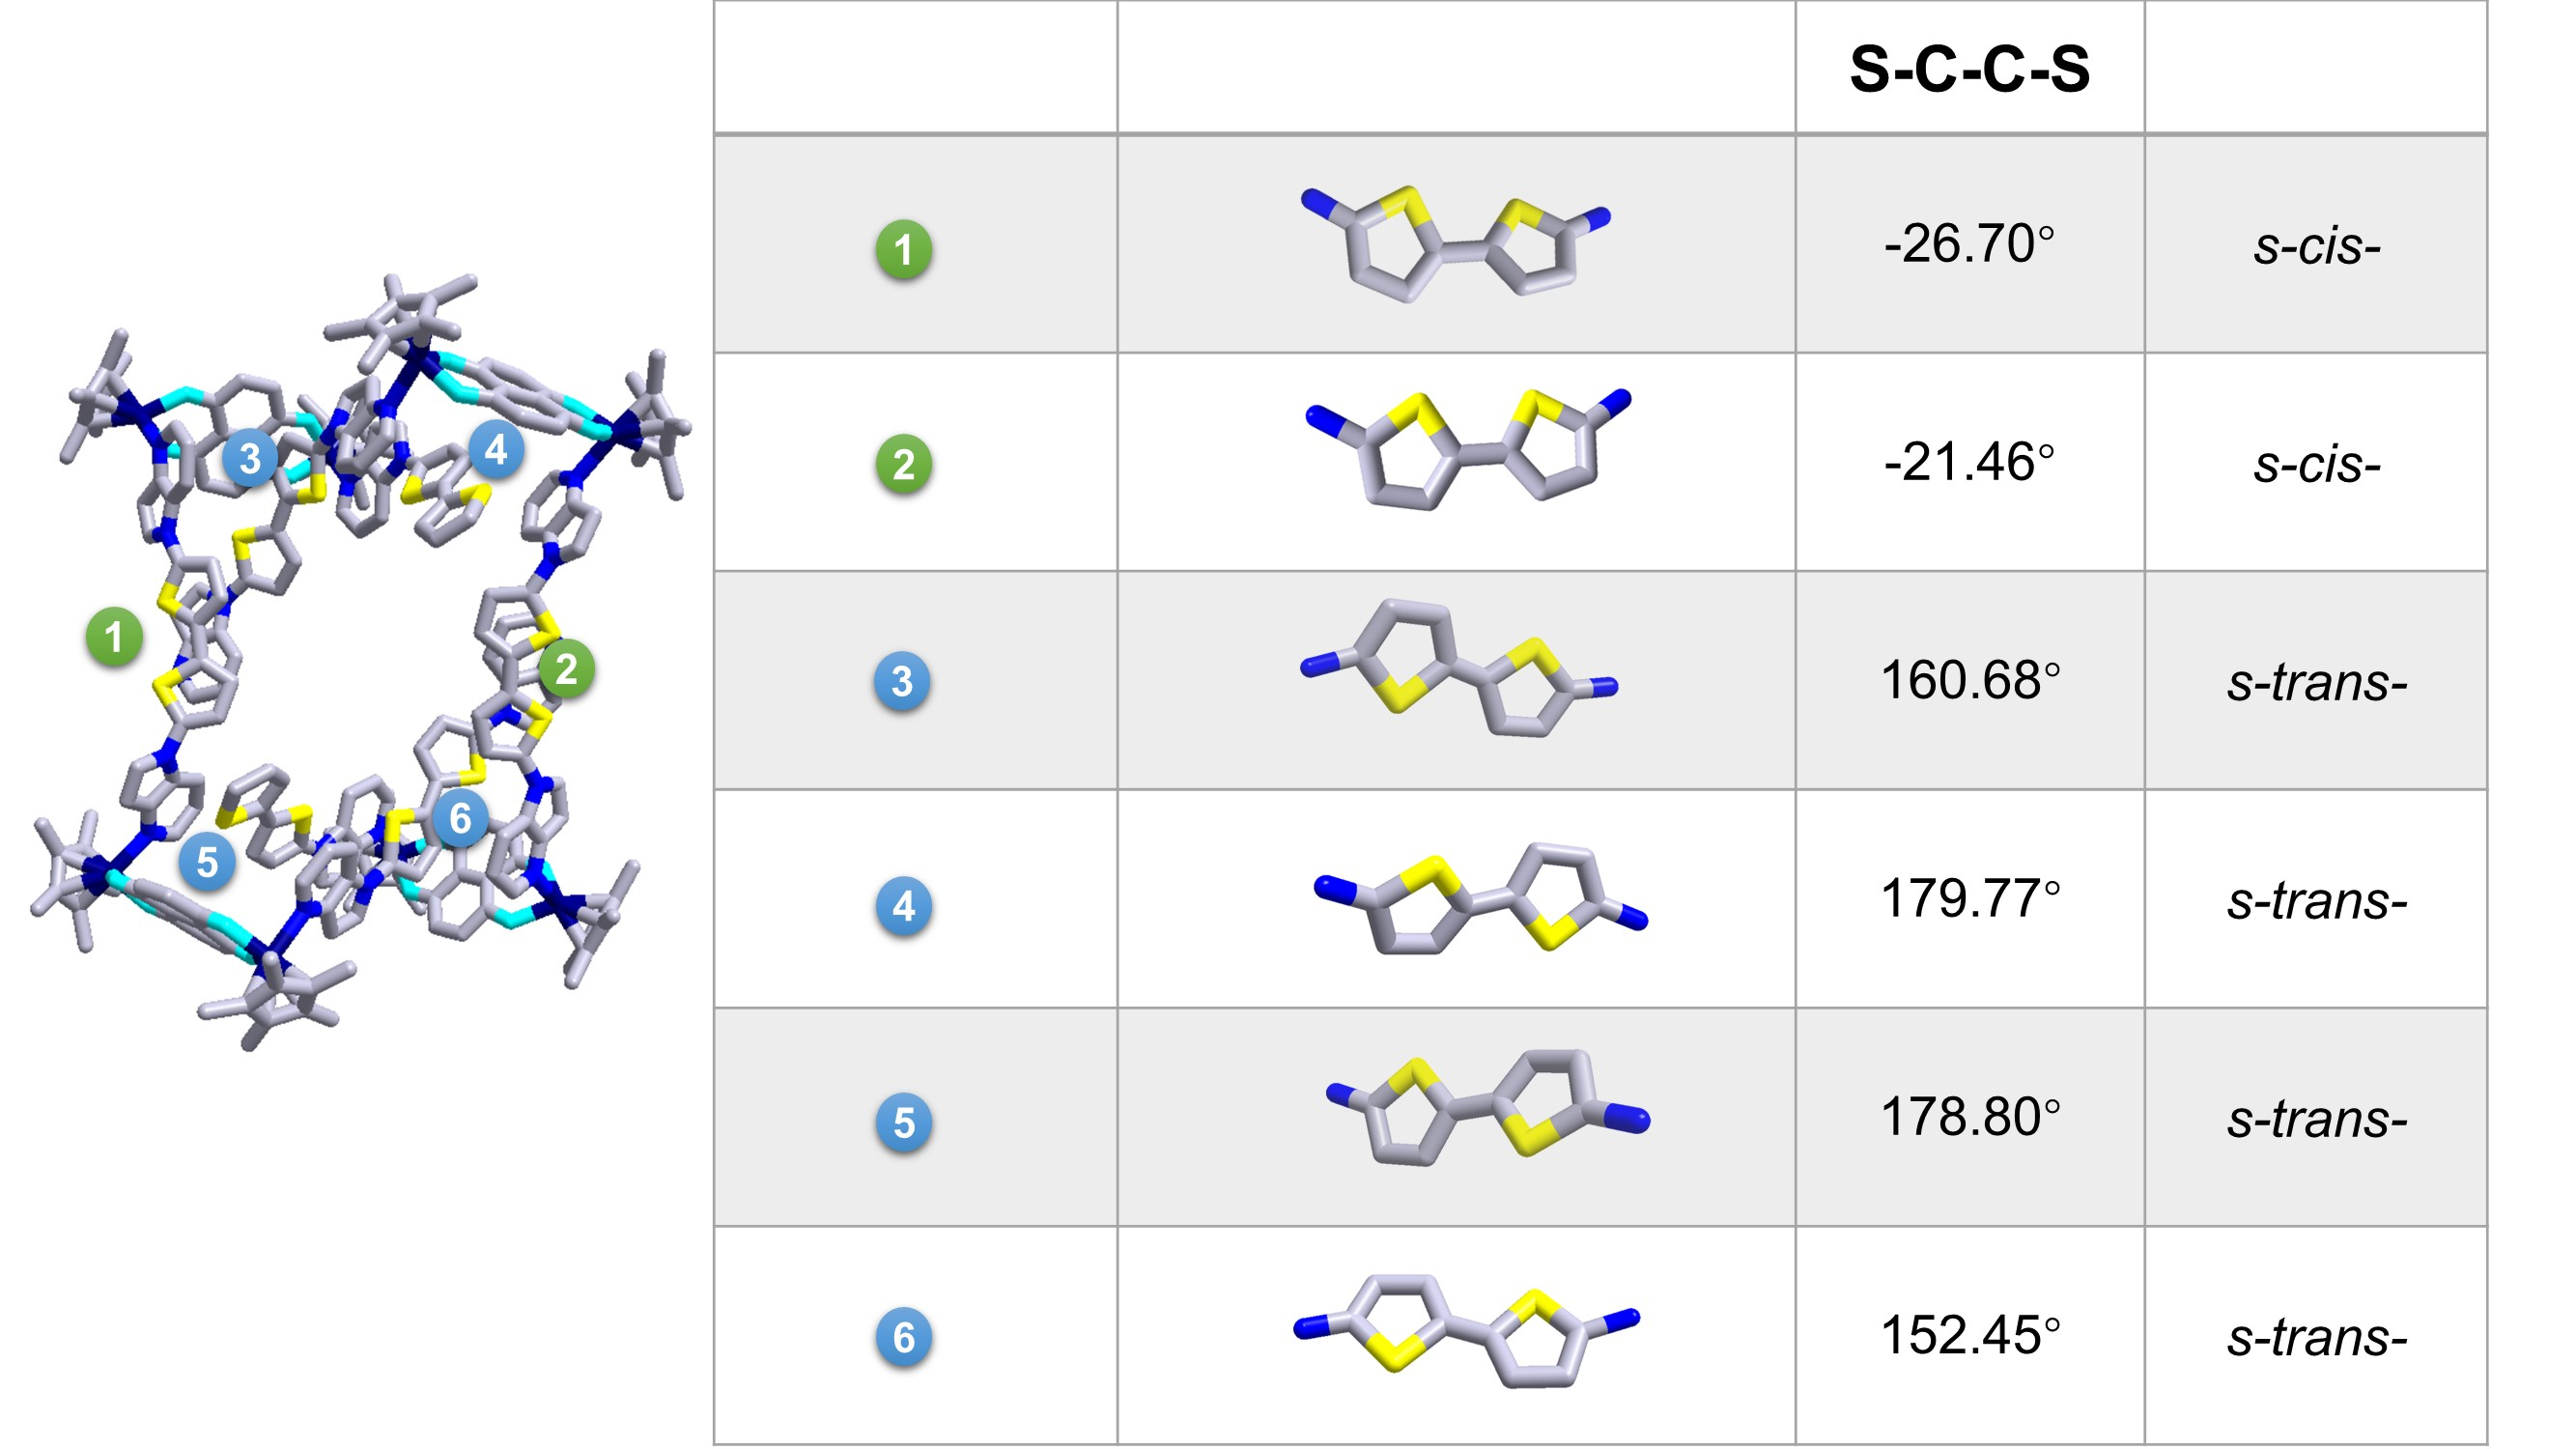 S-C-C-S
1 -26.70° s-cis-
2 -21.46° s-cis-
3 160.68° s-trans-
4 179.77° s-trans-
5 178.80° s-trans-
6 152.45° s-trans-
3
4
1
2
6
5